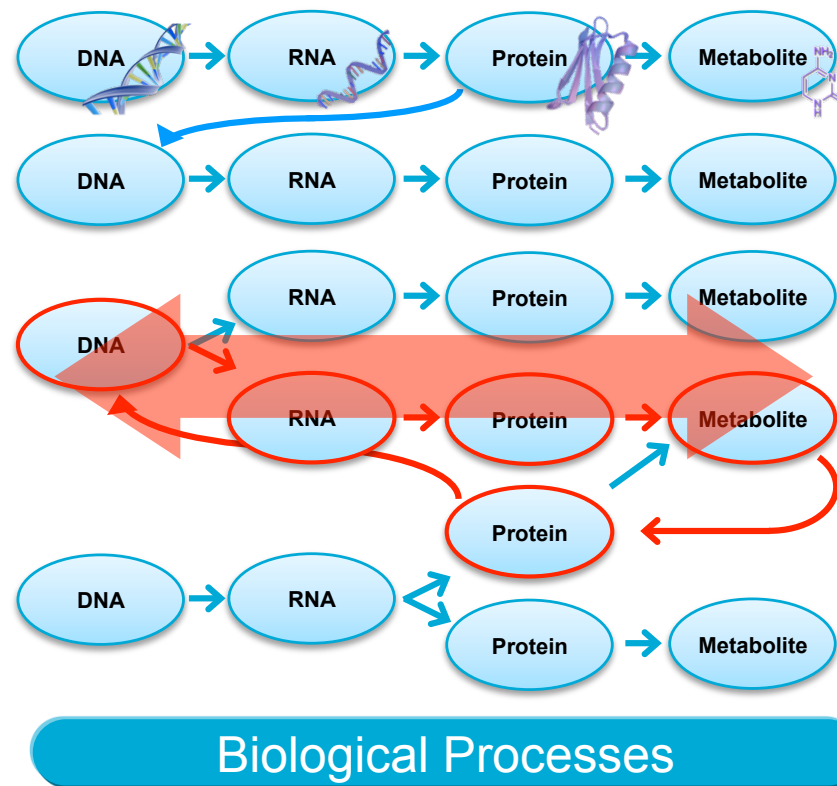 DNA RNA Protein Metabolite
NH₂
N
N
H
DNA RNA Protein Metabolite
RNA Protein Metabolite
DNA
RNA Protein Metabolite
Protein
DNA RNA
Protein Metabolite
Biological Processes